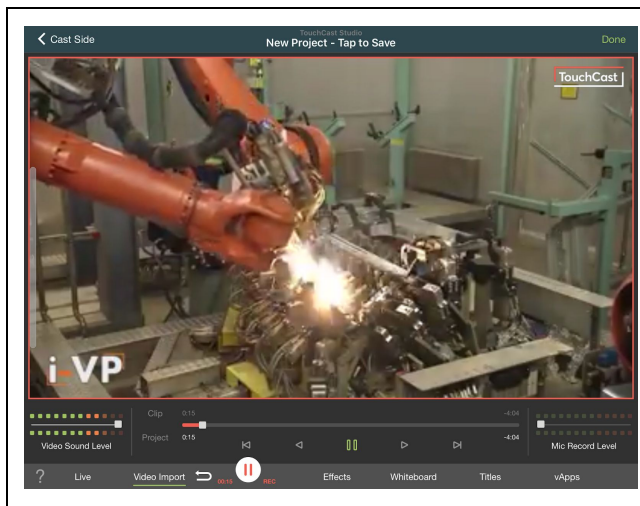 Cast Side
TouchCast Studio
New Project - Tap to Save
Done
TouchCast
i-VP
Clip
0:15
-4:04
Project
0:15
-4:04
Video Sound Level
Mic Record Level
?
Live
Video Import
00:15
REC
Effects
Whiteboard
Titles
vApps